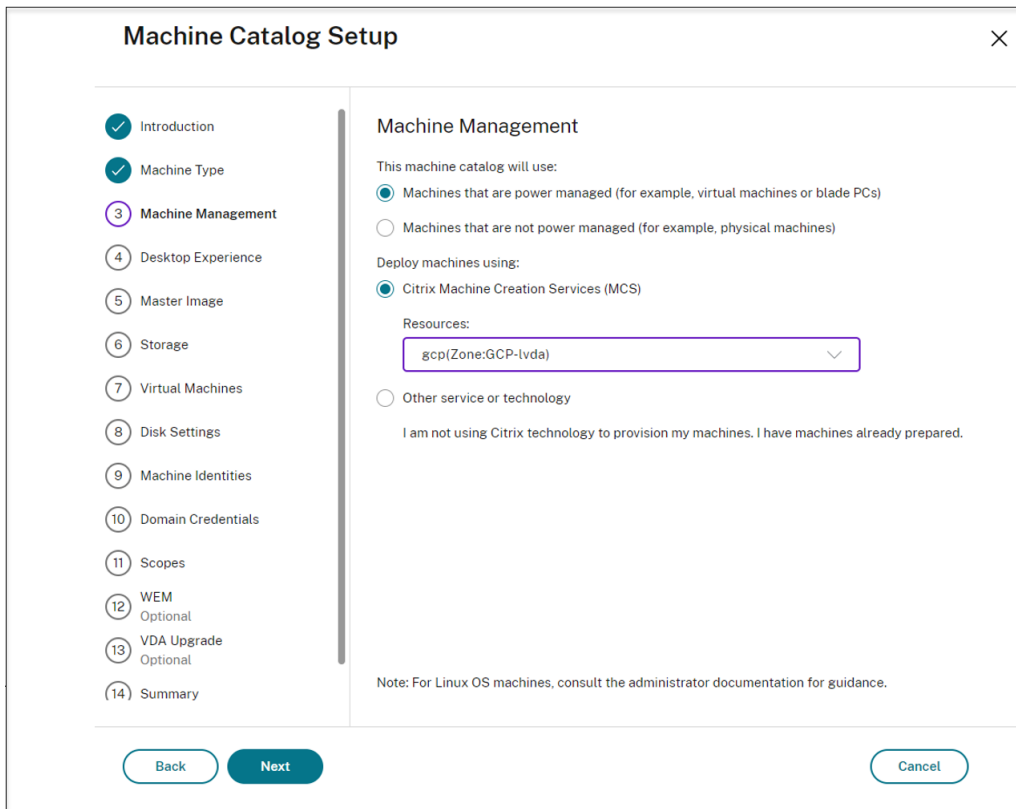 Machine Catalog Setup
Introduction
Machine Type
3 Machine Management
4 Desktop Experience
5 Master Image
6 Storage
7 Virtual Machines
8 Disk Settings
9 Machine Identities
10 Domain Credentials
11 Scopes
12 WEM
Optional
13 VDA Upgrade
Optional
14 Summary
Machine Management
This machine catalog will use:
Machines that are power managed (for example, virtual machines or blade PCs)
Machines that are not power managed (for example, physical machines)
Deploy machines using:
Citrix Machine Creation Services (MCS)
Resources:
gcp(Zone:GCP-lvda)
Other service or technology
I am not using Citrix technology to provision my machines. I have machines already prepared.
Note: For Linux OS machines, consult the administrator documentation for guidance.
Back
Next
Cancel